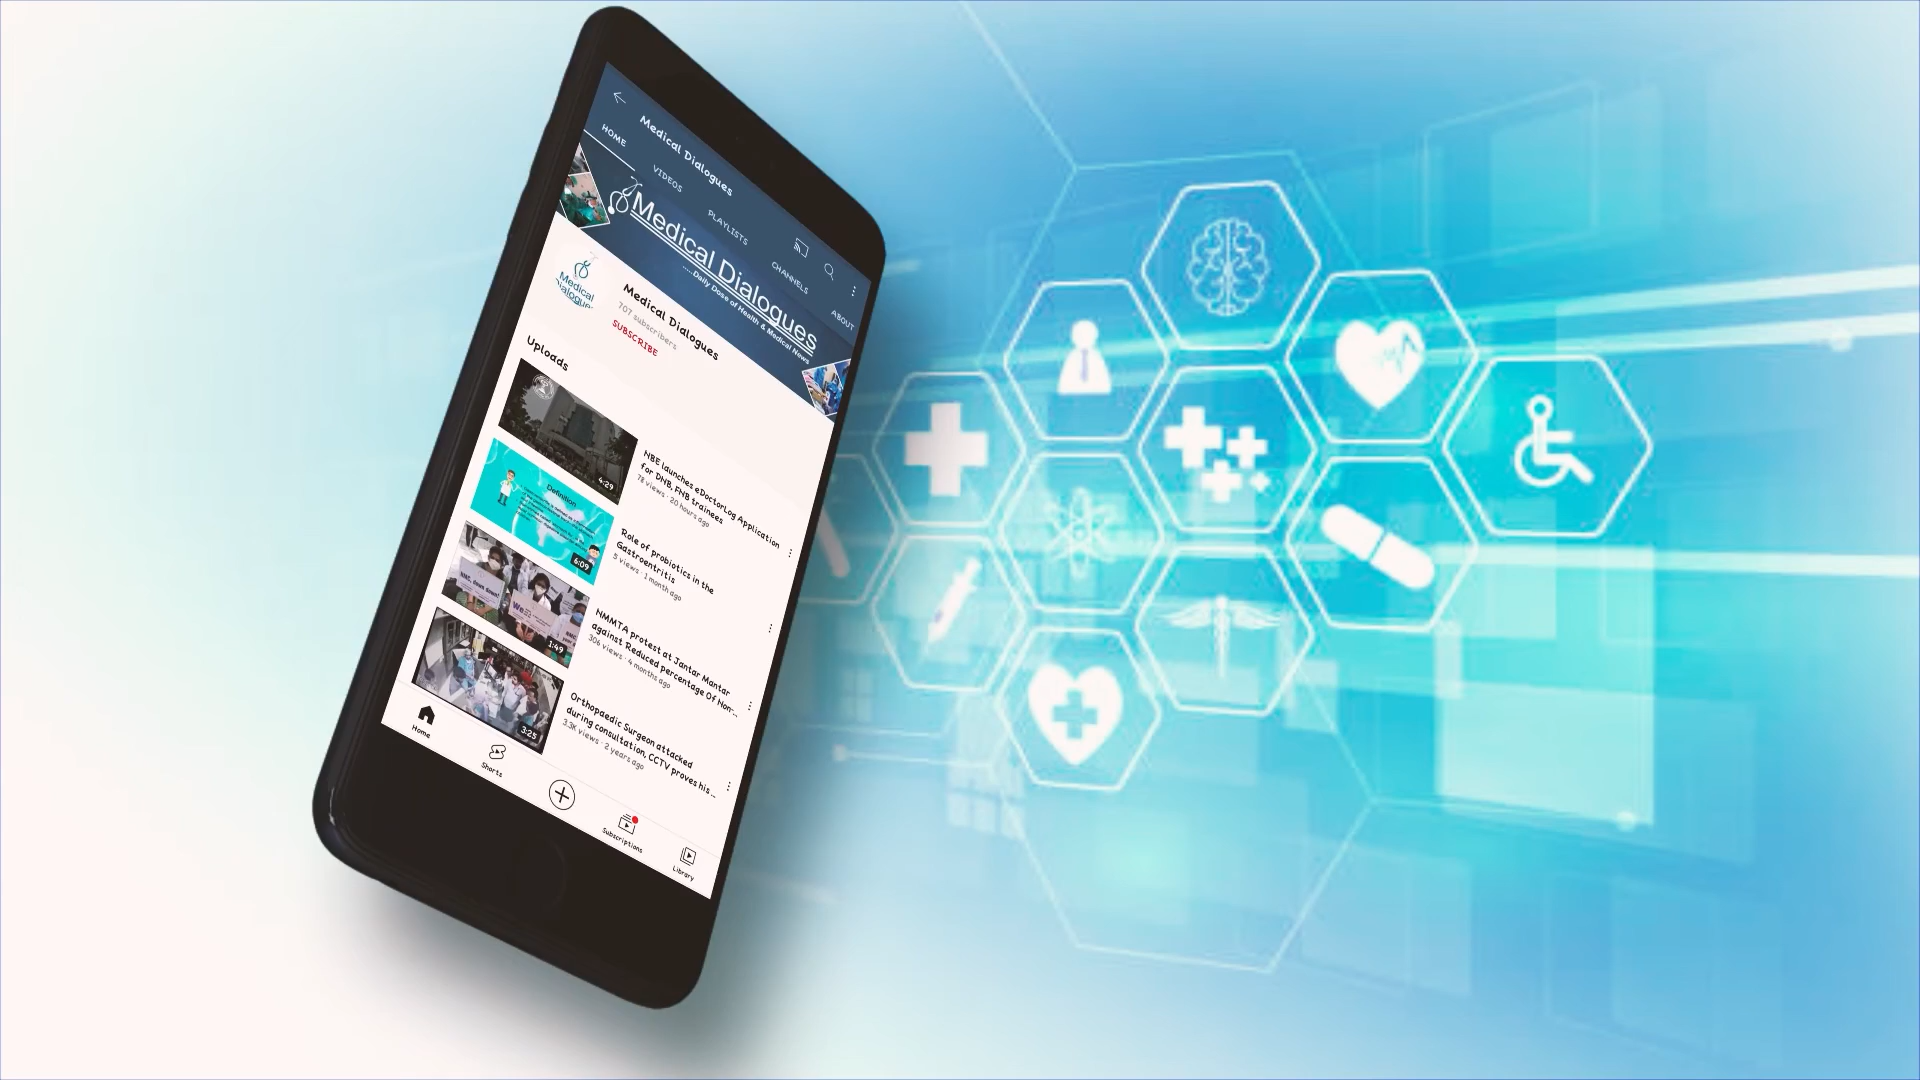 Medical Dialogues
HOME
VIDEOS
PLAYLISTS
CHANNELS
ABOUT
Medical Dialogues
.....Daily Dose of Health & Medical News
Medical
Medical Dialogues
707 subscribers
SUBSCRIBE
Uploads
4:29
NBE launches eDoctorLog Application
for DNB, FNB trainees
78 views · 20 hours ago
Definition
6:09
Role of probiotics in the
Gastroentritis
5 views · 1 month ago
1:49
NMMTA protest at Jantar Mantar
against 'Reduced percentage Of Non-...
306 views · 4 months ago
3:25
Orthopaedic Surgeon attacked
during consultation, CCTV proves his ...
3.3K views · 2 years ago
Home
Shorts
Subscriptions
Library